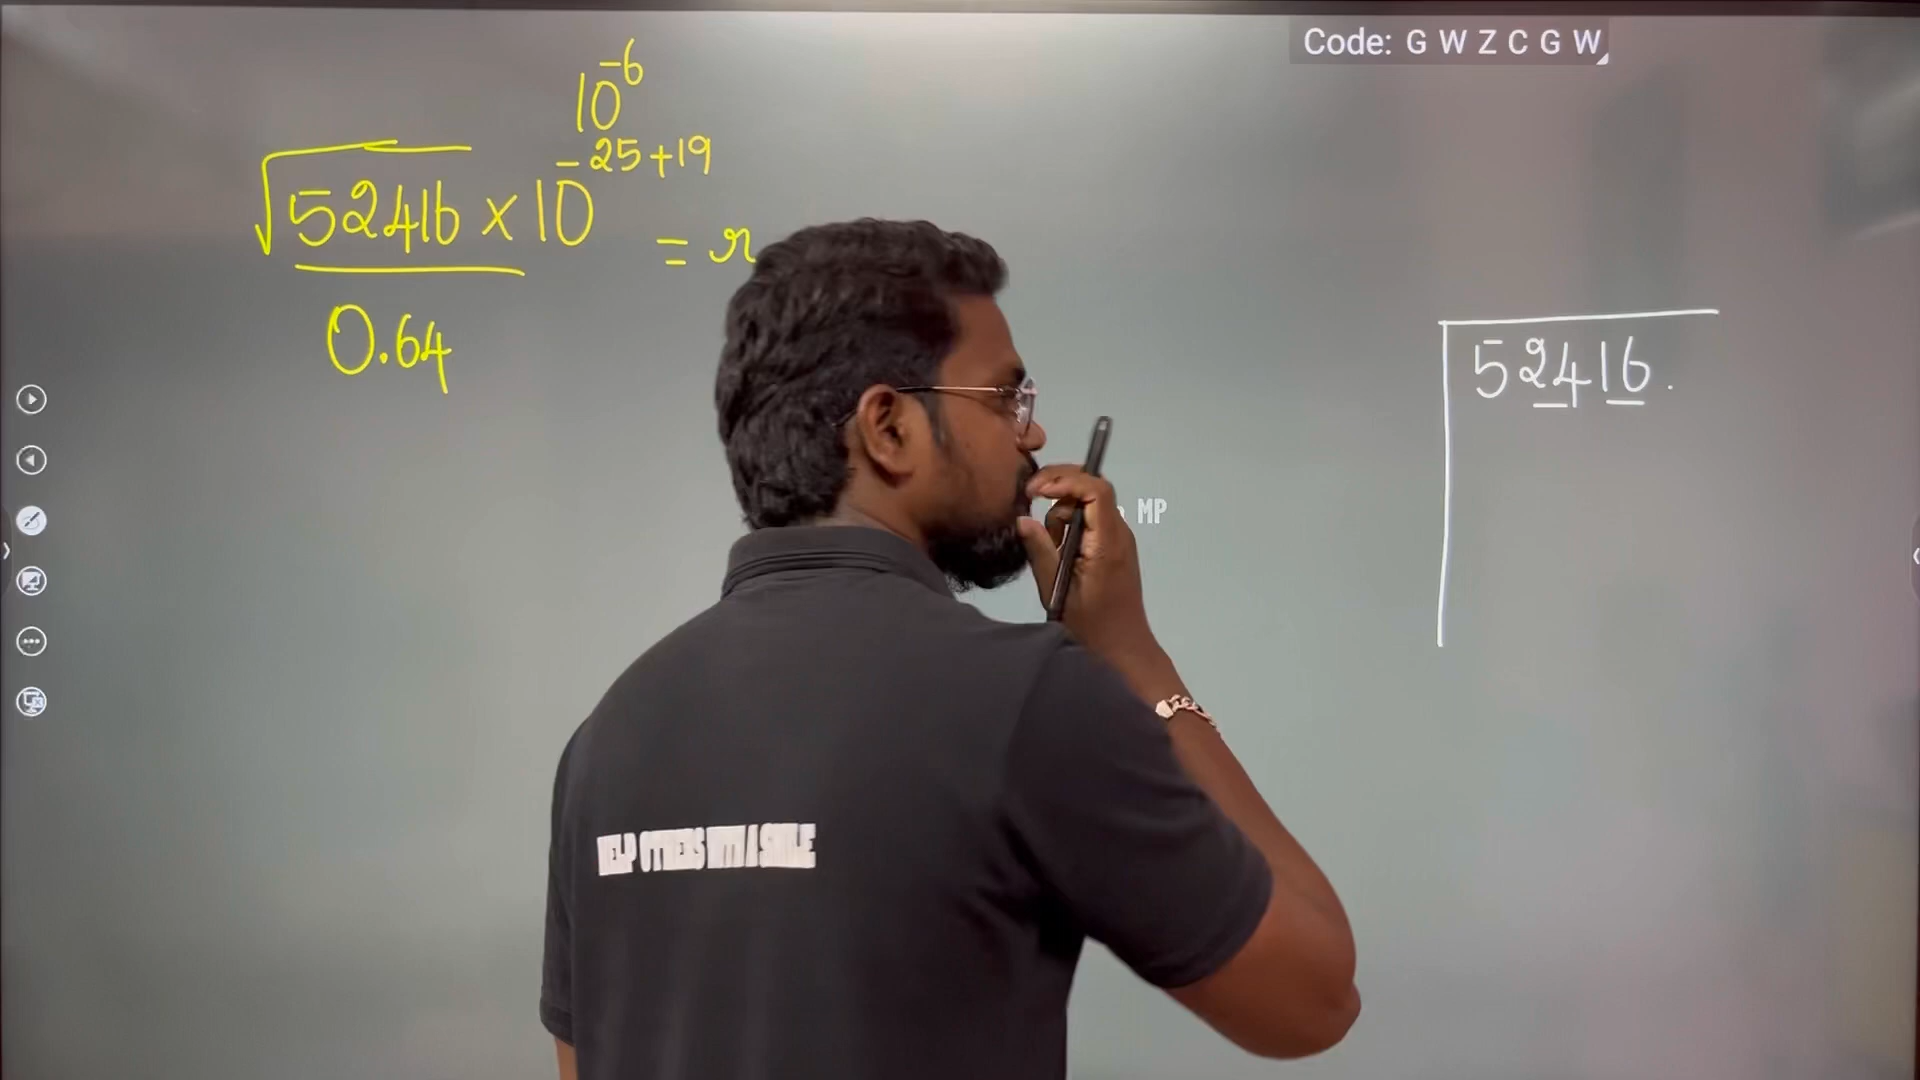 Code: G W Z C G W
10⁻⁶
√52416 × 10⁻²⁵⁺¹⁹ = r
0.64
52416.
MP
HELP OTHERS WITH A SMILE